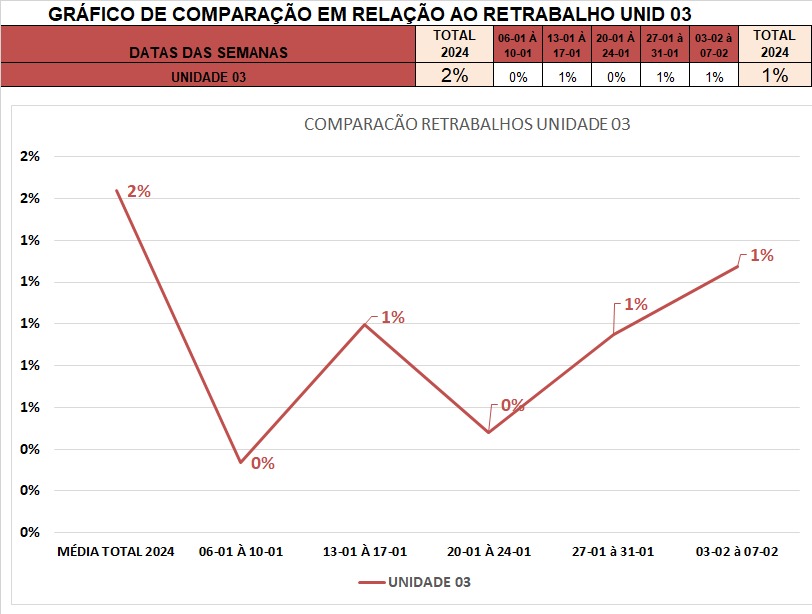 GRÁFICO DE COMPARAÇÃO EM RELAÇÃO AO RETRABALHO UNID 03
DATAS DAS SEMANAS TOTAL 2024 06-01 À 10-01 13-01 À 17-01 20-01 À 24-01 27-01 à 31-01 03-02 à 07-02 TOTAL 2024
UNIDADE 03 2% 0% 1% 0% 1% 1% 1%
COMPARACÃO RETRABALHOS UNIDADE 03
2%
2%
1%
1%
1%
1%
1%
0%
0%
0%
2%
0%
1%
0%
1%
1%
MÉDIA TOTAL 2024 06-01 À 10-01 13-01 À 17-01 20-01 À 24-01 27-01 à 31-01 03-02 à 07-02
UNIDADE 03